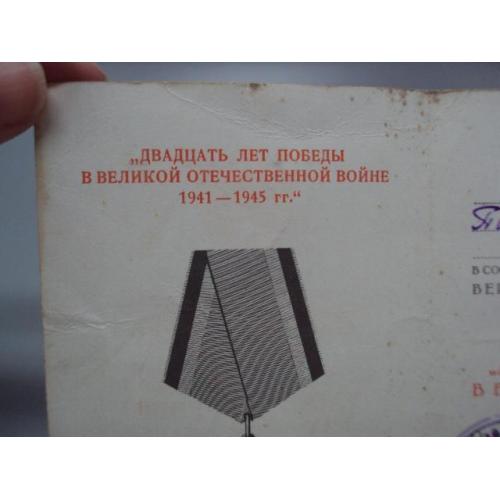 „ДВАДЦАТЬ ЛЕТ ПОБЕДЫ
В ВЕЛИКОЙ ОТЕЧЕСТВЕННОЙ ВОЙНЕ
1941 — 1945 гг.“